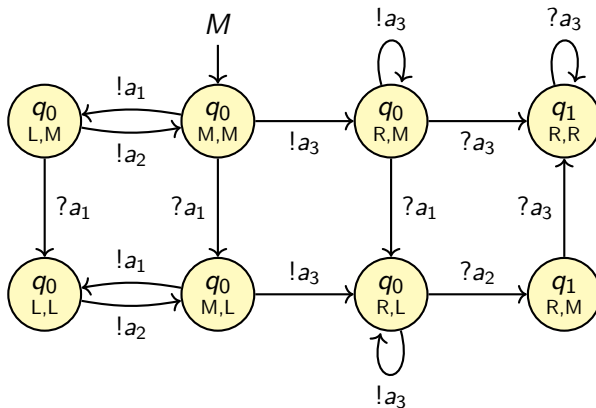 M
!a₃
?a₃
q₀
L,M
!a₁
!a₂
q₀
M,M
!a₃
q₀
R,M
?a₃
q₁
R,R
?a₁
?a₁
?a₁
?a₃
q₀
L,L
!a₁
!a₂
q₀
M,L
!a₃
q₀
R,L
?a₂
q₁
R,M
!a₃